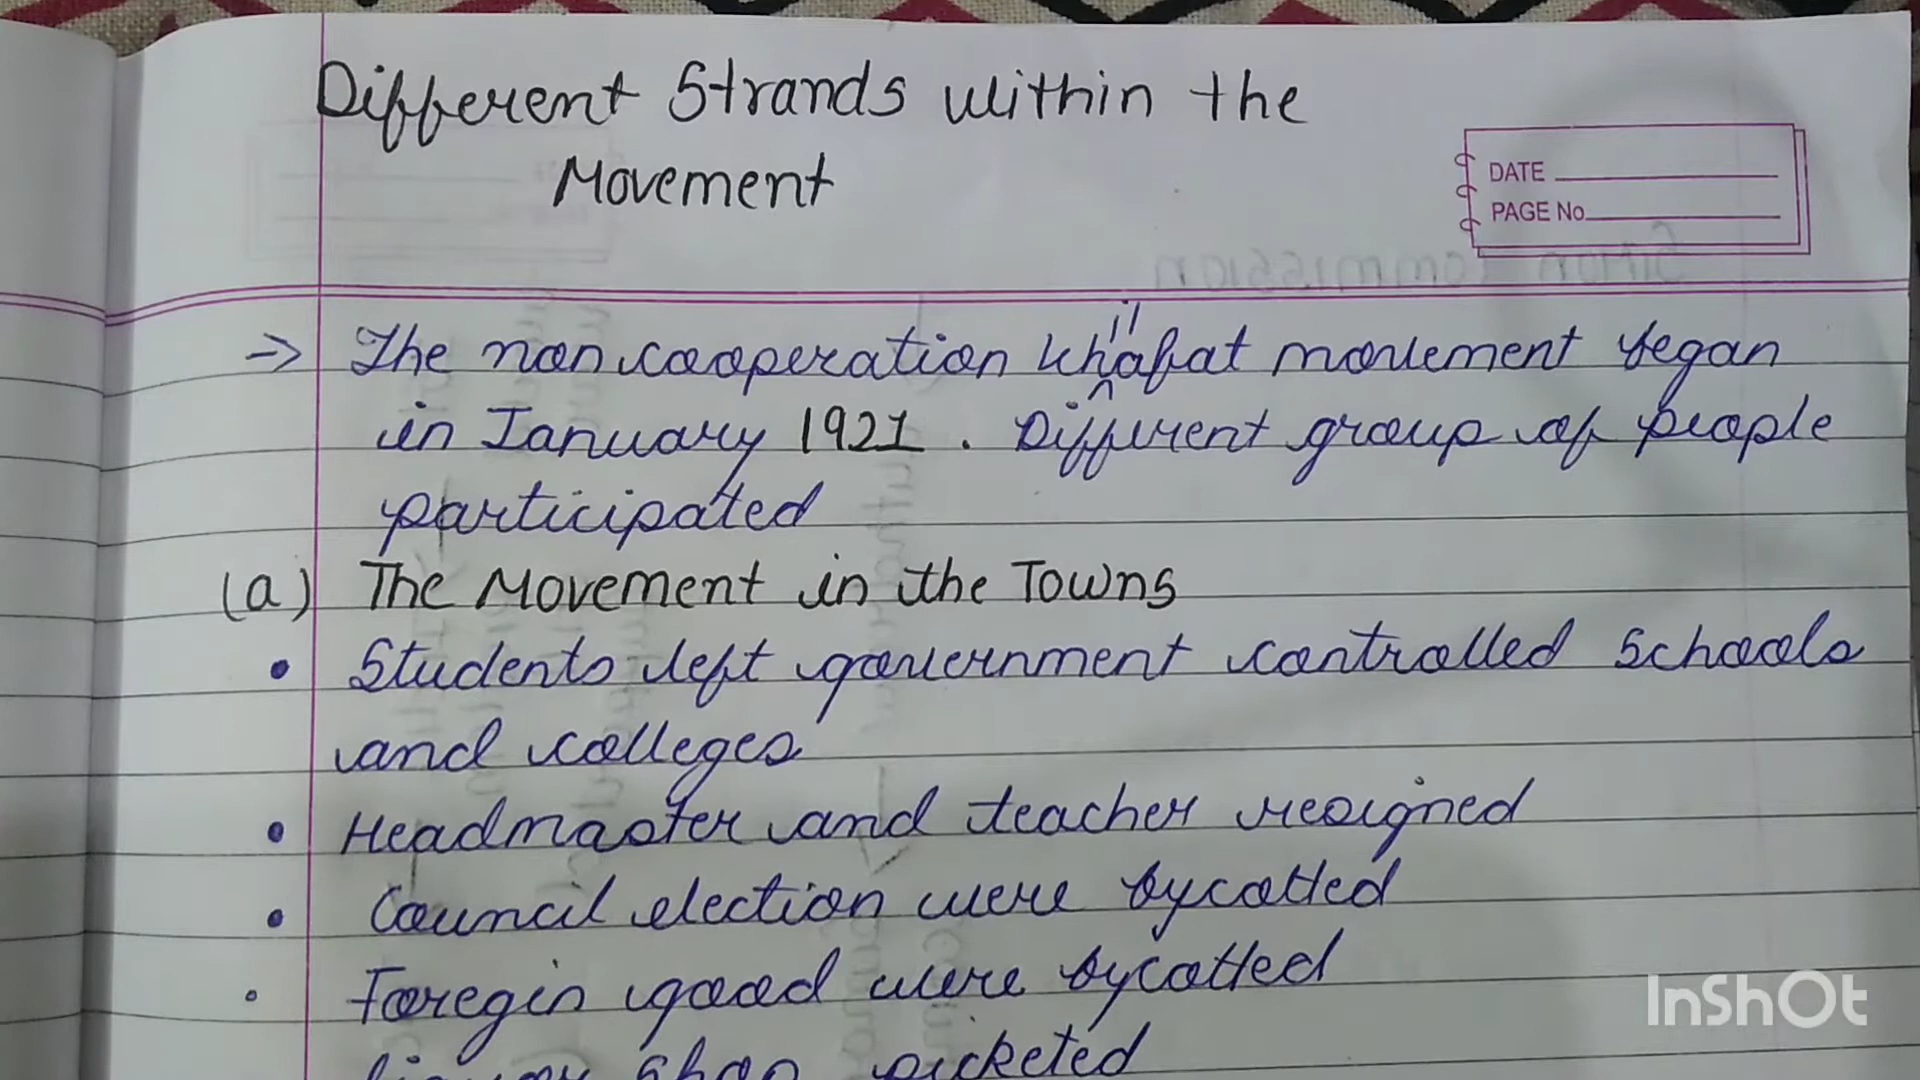 Different Strands within the
Movement
DATE
PAGE No.
→ The non cooperation khilafat movement began
in January 1921. Different group of people
participated
(a) The Movement in the Towns
• Students left government controlled schools
and colleges
• Headmaster and teacher resigned
• Council election were bycotted
• Foregin good were bycotted
liquor shop picketed
InShOt